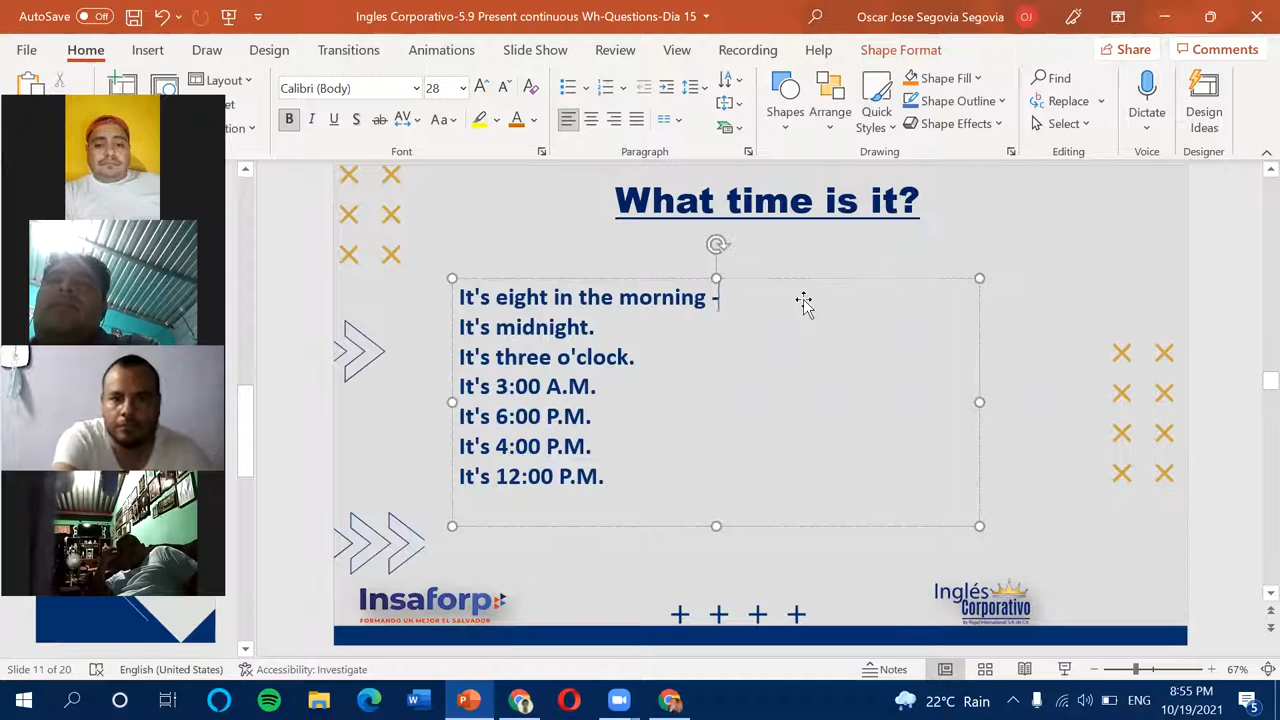 AutoSave Off Ingles Corporativo-5.9 Present continuous Wh-Questions-Dia 15 Oscar Jose Segovia Segovia OJ
File Home Insert Draw Design Transitions Animations Slide Show Review View Recording Help Shape Format Share Comments
Layout Calibri (Body) 28 Shape Fill Find
Shapes Arrange Quick Styles Shape Outline Replace Dictate Design Ideas
Shape Effects Select
Font Paragraph Drawing Editing Voice Designer
What time is it?
It's eight in the morning -
It's midnight.
It's three o'clock.
It's 3:00 A.M.
It's 6:00 P.M.
It's 4:00 P.M.
It's 12:00 P.M.
Insaforp
FORMANDO UN MEJOR EL SALVADOR
Inglés
Corporativo
Slide 11 of 20 English (United States) Accessibility: Investigate Notes 67%
22°C Rain ENG 8:55 PM
10/19/2021 5